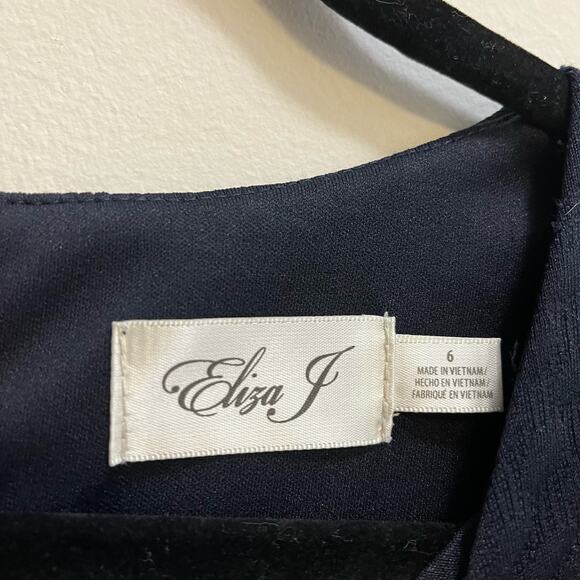 Eliza J
6
MADE IN VIETNAM/
HECHO EN VIETNAM/
FABRIQUÉ EN VIETNAM